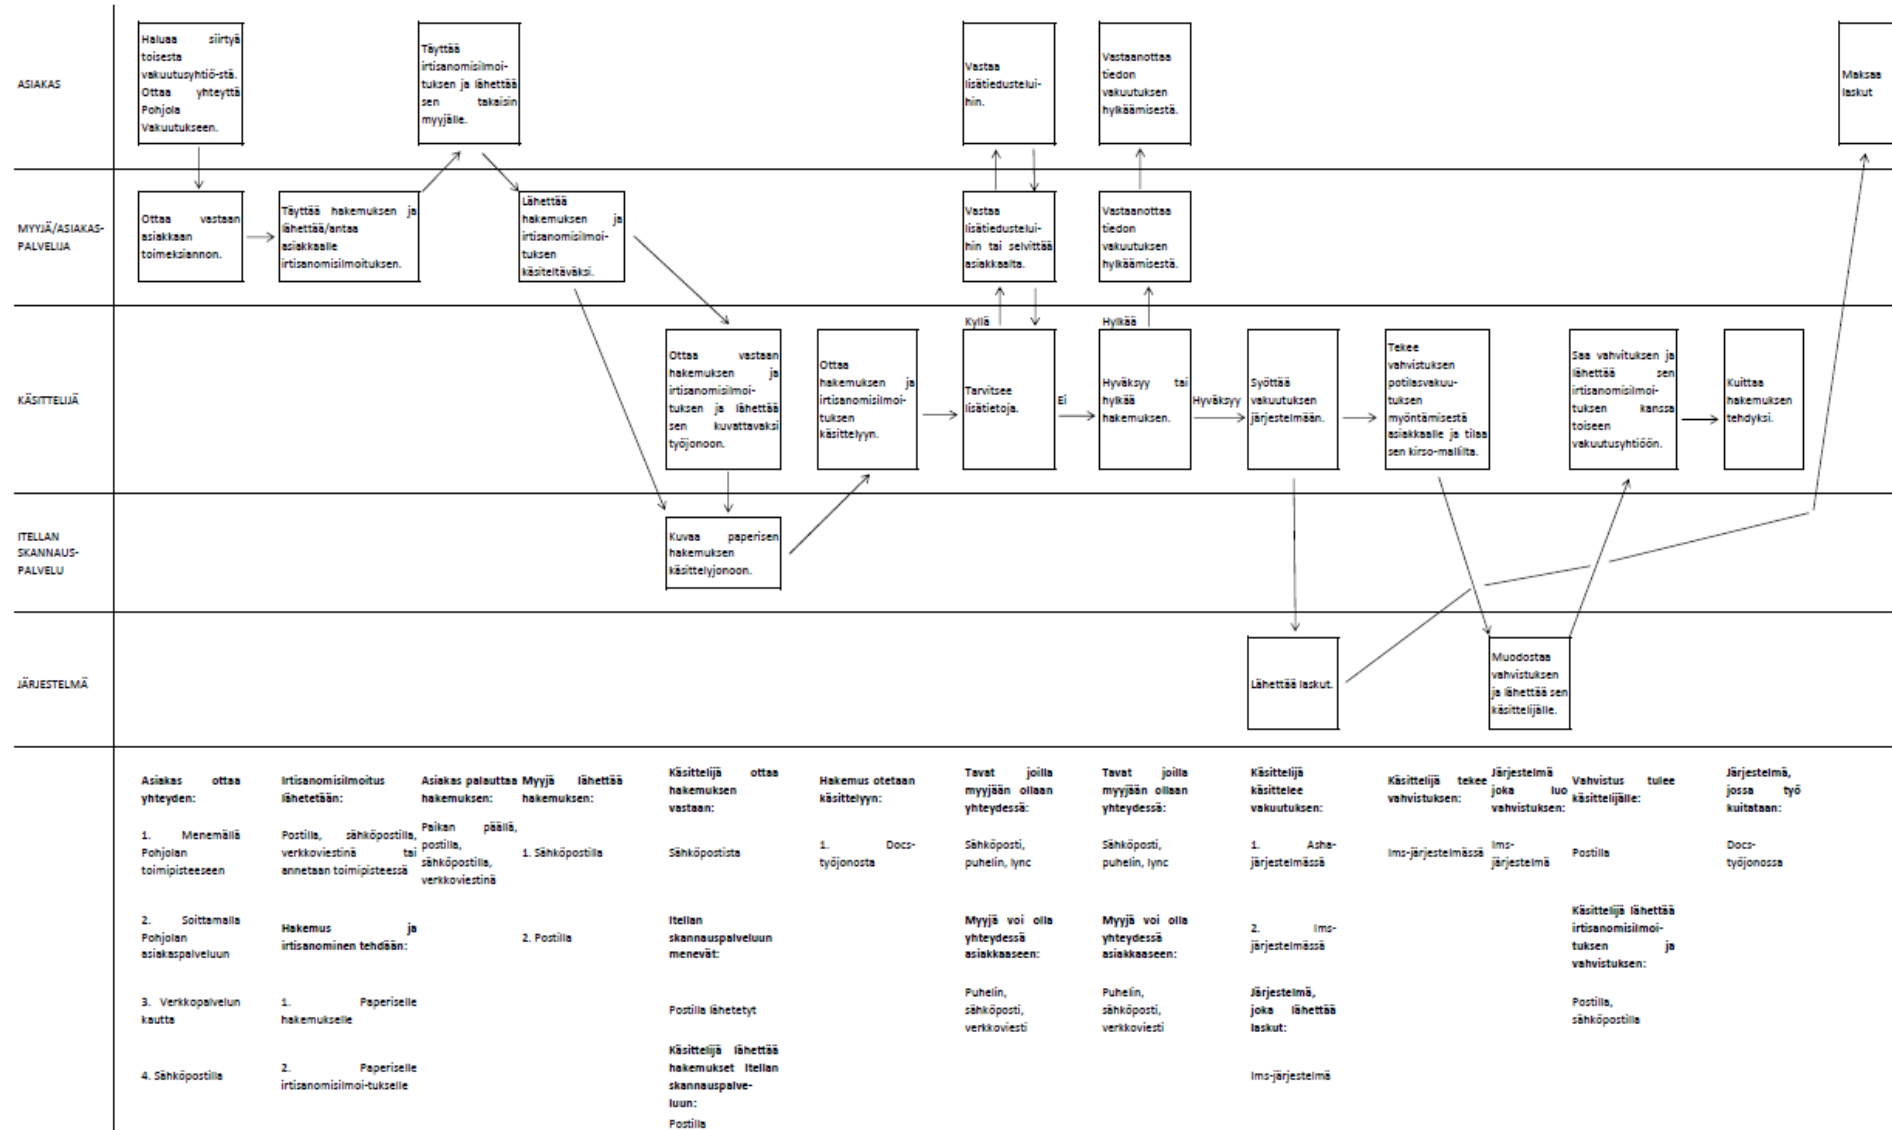 ASIAKAS
Haluaa siirtyä
toisesta
vakuutusyhtiö-stä.
Ottaa yhteyttä
Pohjola
Vakuutukseen.
Täyttää
irtisanomisilmoi-
tuksen ja lähettää
sen takaisin
myyjälle.
Vastaa
lisätiedusteluì-
hin.
Vastaanottaa
tiedon
vakuutuksen
hylkäämisestä.
Maksaa
laskut
MYYJÄ/ASIAKAS-
PALVELIJA
Ottaa vastaan
asiakkaan
toimeksiannon.
Täyttää hakemuksen ja
lähettää/antaa
asiakkaalle
irtisanomisilmoituksen.
Lähettää
hakemuksen ja
irtisanomisilmoi-
tuksen
käsiteltäväksi.
Vastaa
lisätiedustelui-
hin tai selvittää
asiakkaalta.
Vastaanottaa
tiedon
vakuutuksen
hylkäämisestä.
KÄSITTELIJÄ
Ottaa vastaan
hakemuksen ja
irtisanomisilmoi-
tuksen ja lähettää
sen kuvattavaksi
työjonoon.
Ottaa
hakemuksen ja
irtisanomisilmoi-
tuksen
käsittelyyn.
Kyllä
Tarvitsee
lisätietoja.
Ei
Hylkää
Hyväksyy tai
hylkää
hakemuksen.
Hyväksyy
Syöttää
vakuutuksen
järjestelmään.
Tekee
vahvistuksen
potilasvakuu-
tuksen
myöntämisestä
asiakkaalle ja tilaa
sen kirso-mallilta.
Saa vahvituksen ja
lähettää sen
irtisanomisilmoi-
tuksen kanssa
toiseen
vakuutusyhtiöön.
Kuittaa
hakemuksen
tehdyksi.
ITELLAN
SKANNAUS-
PALVELU
Kuvaa paperisen
hakemuksen
käsittelyjonoon.
JÄRJESTELMÄ
Lähettää laskut.
Muodostaa
vahvistuksen
ja lähettää sen
käsittelijälle.
Asiakas ottaa
yhteyden:
1. Menemällä
Pohjolan
toimipisteeseen
2. Soittamalla
Pohjolan
asiakaspalveluun
3. Verkkopalvelun
kautta
4. Sähköpostilla
Irtisanomisilmoitus
lähetetään:
Postilla, sähköpostilla,
verkkoviestinä tai
annetaan toimipisteessä
Hakemus ja
irtisanominen tehdään:
1. Paperiselle
hakemukselle
2. Paperiselle
irtisanomisilmoi-tukselle
Asiakas palauttaa
hakemuksen:
Paikan päällä,
postilla,
sähköpostilla,
verkkoviestinä
Myyjä lähettää
hakemuksen:
1. Sähköpostilla
2. Postilla
Käsittelijä ottaa
hakemuksen
vastaan:
Sähköpostista
Itellan
skannauspalveluun
menevät:
Postilla lähetetyt
Käsittelijä lähettää
hakemukset Itellan
skannauspalve-
luun:
Postilla
Hakemus otetaan
käsittelyyn:
1. Docs-
työjonosta
Tavat joilla
myyjään ollaan
yhteydessä:
Sähköposti,
puhelin, lync
Myyjä voi olla
yhteydessä
asiakkaaseen:
Puhelin,
sähköposti,
verkkoviesti
Tavat joilla
myyjään ollaan
yhteydessä:
Sähköposti,
puhelin, lync
Myyjä voi olla
yhteydessä
asiakkaaseen:
Puhelin,
sähköposti,
verkkoviesti
Käsittelijä
käsittelee
vakuutuksen:
1. Asha-
järjestelmässä
2. Ims-
järjestelmässä
Järjestelmä,
joka lähettää
laskut:
Ims-järjestelmä
Käsittelijä tekee
vahvistuksen:
Ims-järjestelmässä
Järjestelmä
joka luo
vahvistuksen:
Ims-
järjestelmä
Vahvistus tulee
käsittelijälle:
Postilla
Käsittelijä lähettää
irtisanomisilmoi-
tuksen ja
vahvistuksen:
Postilla,
sähköpostilla
Järjestelmä,
jossa työ
kuitataan:
Docs-
työjonossa